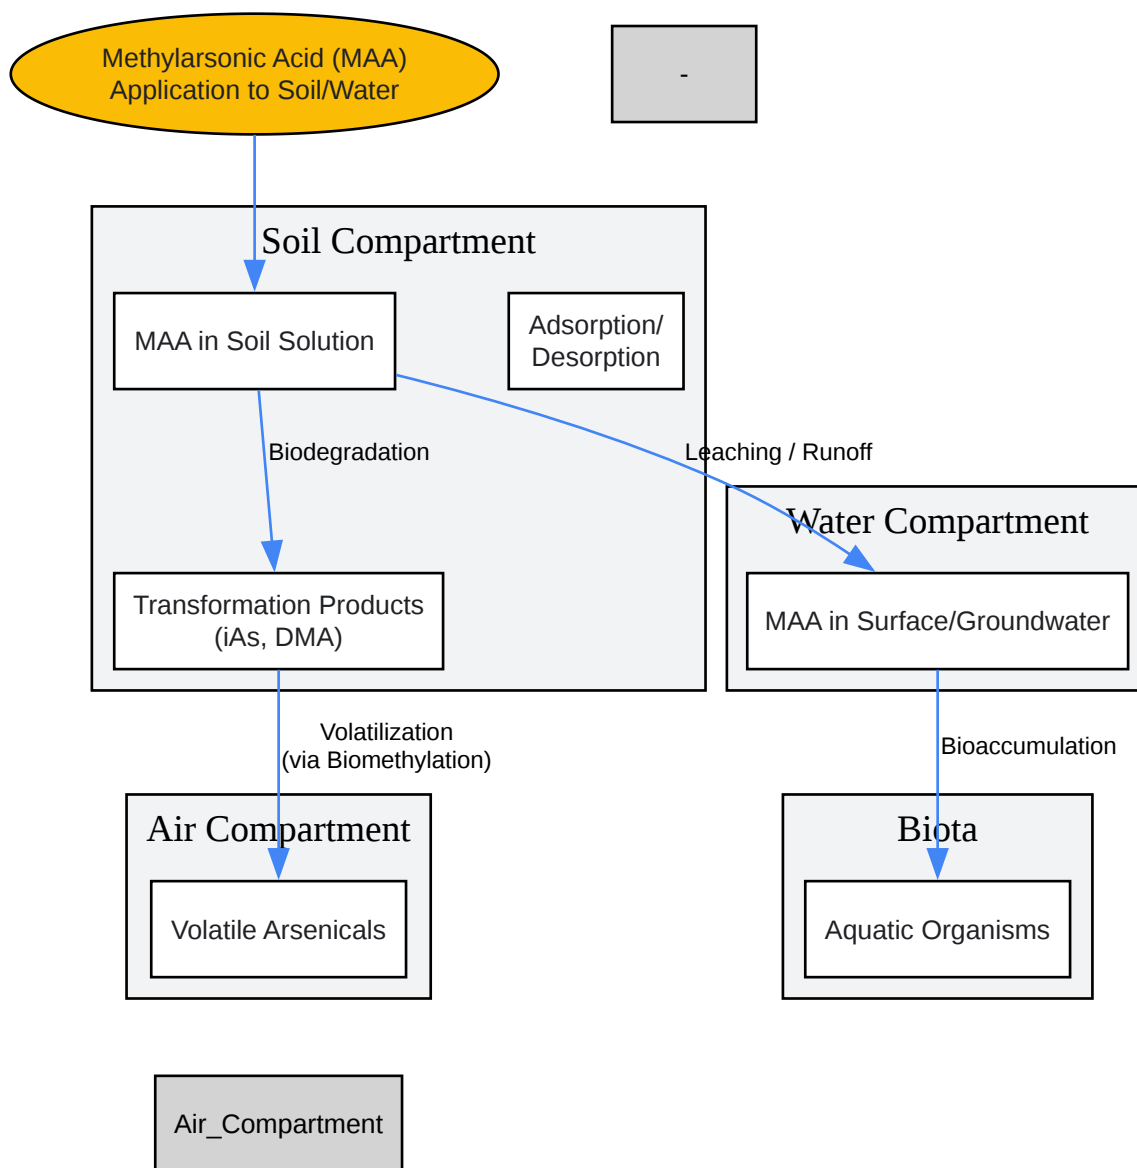 Methylarsonic Acid (MAA)
Application to Soil/Water
-
Soil Compartment
MAA in Soil Solution
Adsorption/
Desorption
Biodegradation
Leaching / Runoff
Water Compartment
Transformation Products
(iAs, DMA)
MAA in Surface/Groundwater
Volatilization
(via Biomethylation)
Bioaccumulation
Air Compartment
Biota
Volatile Arsenicals
Aquatic Organisms
Air_Compartment